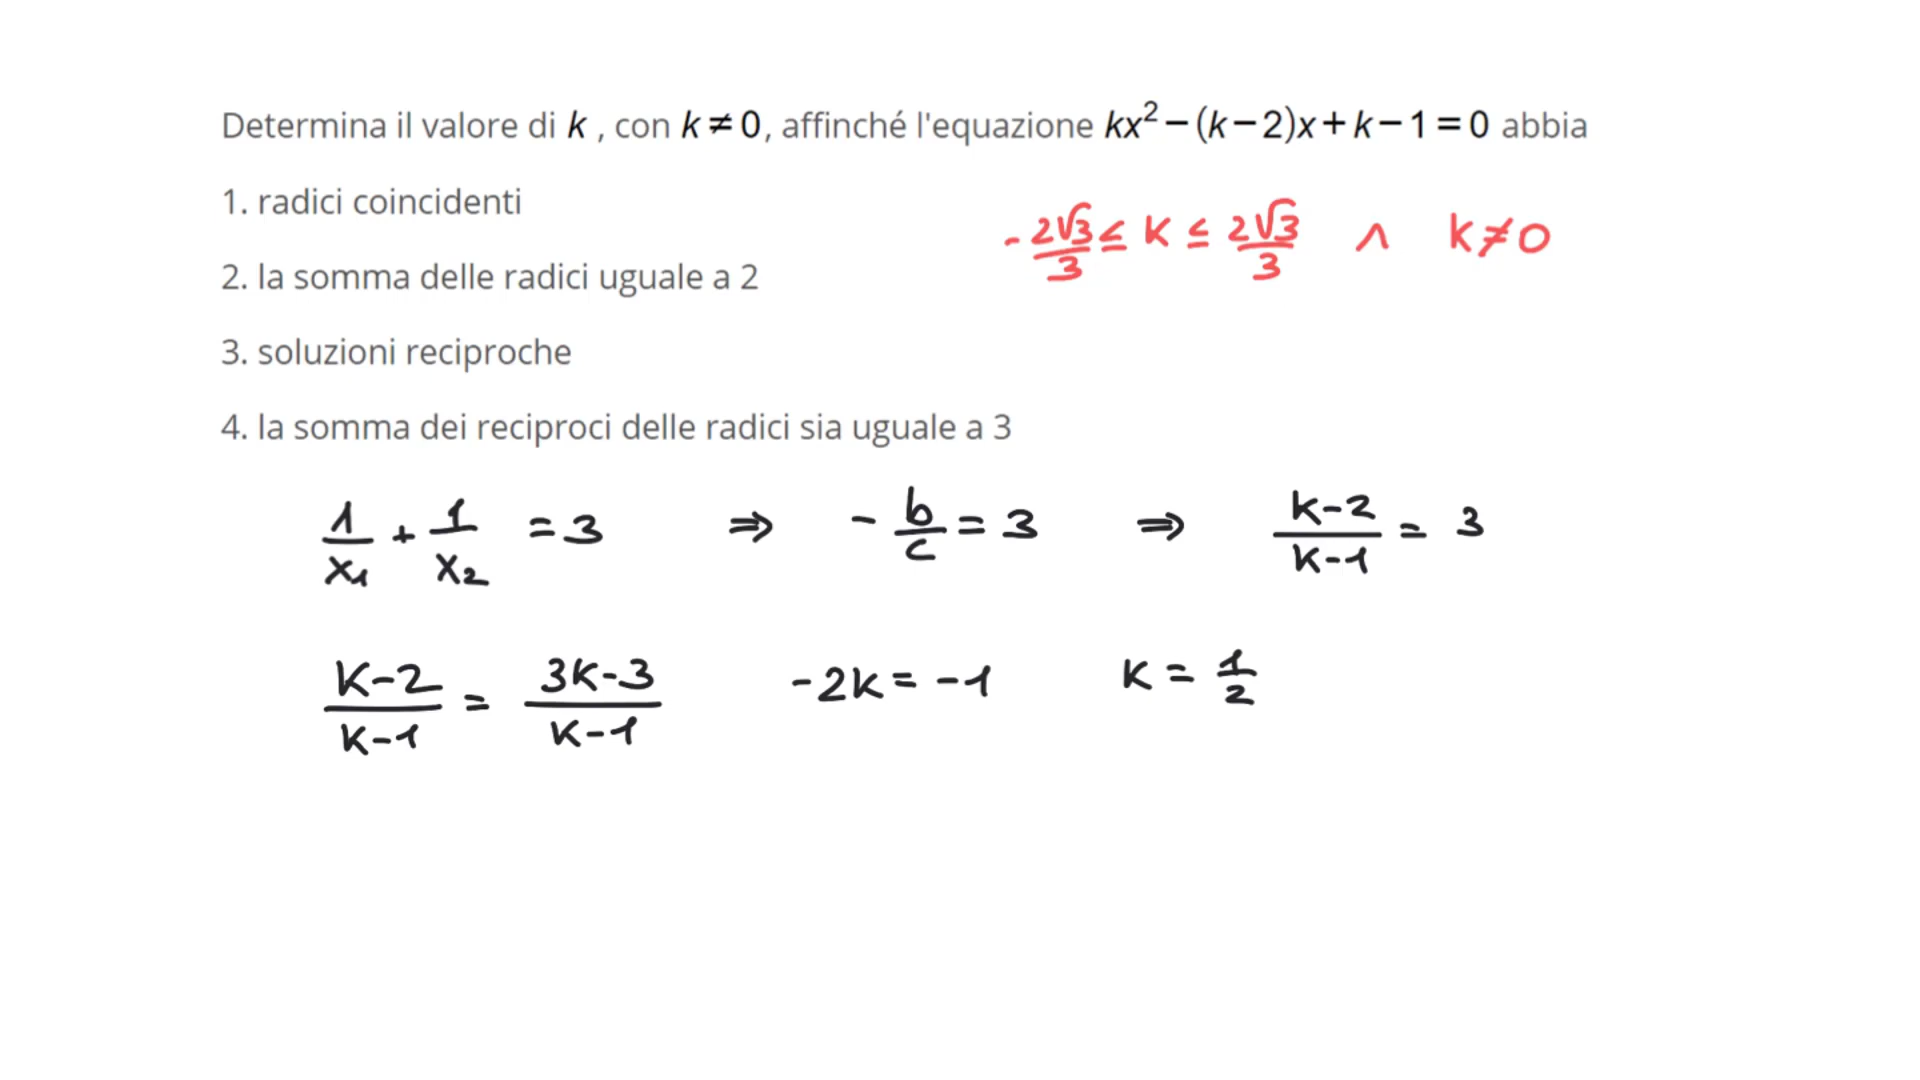 Determina il valore di k , con k ≠ 0, affinché l'equazione kx² − (k − 2)x + k − 1 = 0 abbia
1. radici coincidenti
-2√3/3 ≤ K ≤ 2√3/3 ∧ K≠0
2. la somma delle radici uguale a 2
3. soluzioni reciproche
4. la somma dei reciproci delle radici sia uguale a 3
1/x₁ + 1/x₂ = 3 ⇒ - b/c = 3 ⇒ K-2/K-1 = 3
K-2/K-1 = 3K-3/K-1 -2K = -1 K = 1/2